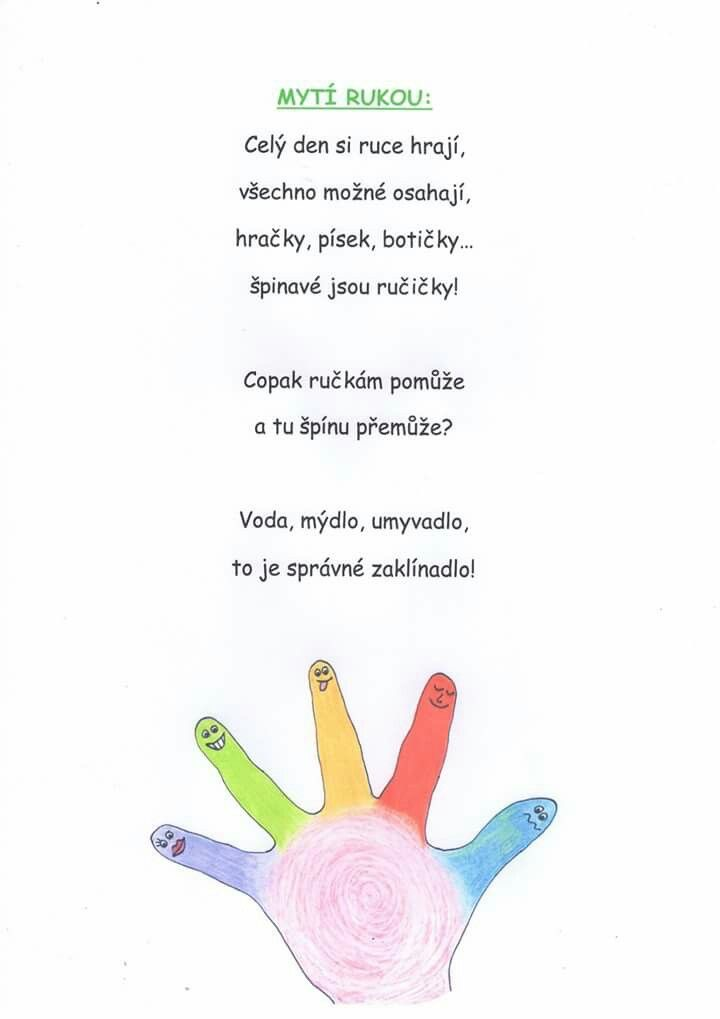 MYTÍ RUKOU:
Celý den si ruce hrají,
všechno možné osahají,
hračky, písek, botičky...
špinavé jsou ručičky!
Copak ručkám pomůže
a tu špínu přemůže?
Voda, mýdlo, umyvadlo,
to je správné zaklínadlo!